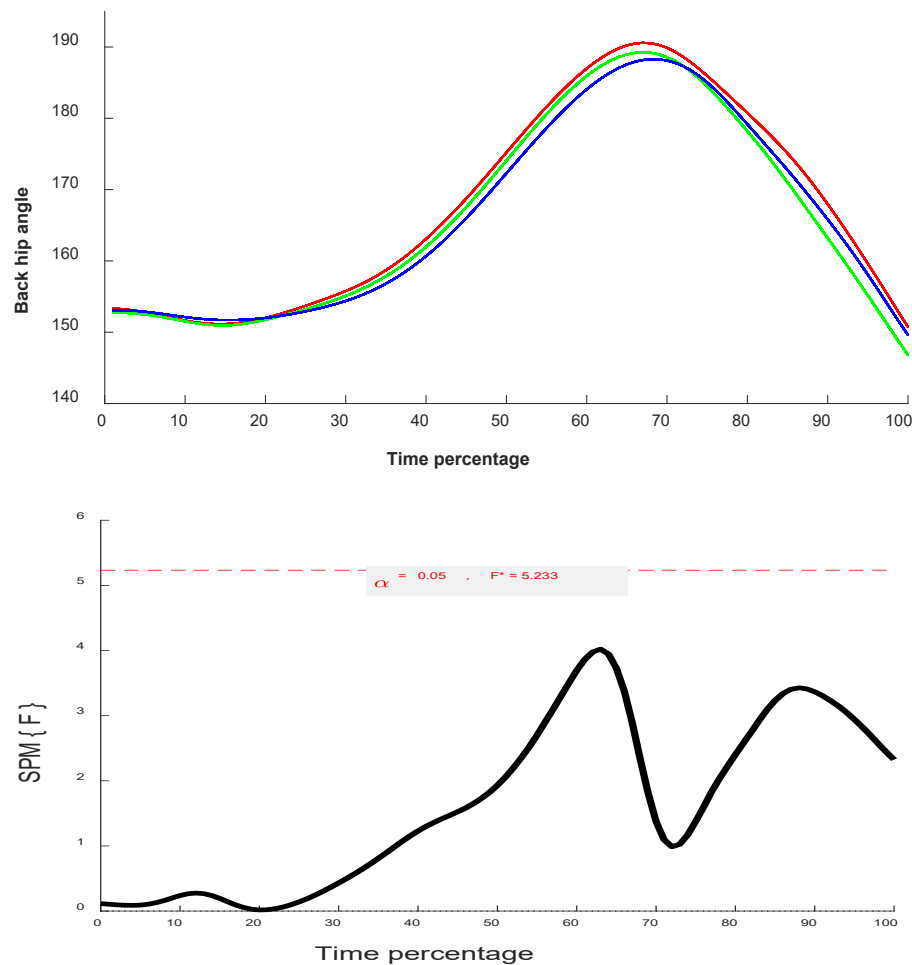 190
180
170
160
150
140
Back hip angle
0 10 20 30 40 50 60 70 80 90 100
Time percentage
6
5
4
3
2
1
0
SPM { F }
α = 0.05 , F* = 5.233
0 10 20 30 40 50 60 70 80 90 100
Time percentage